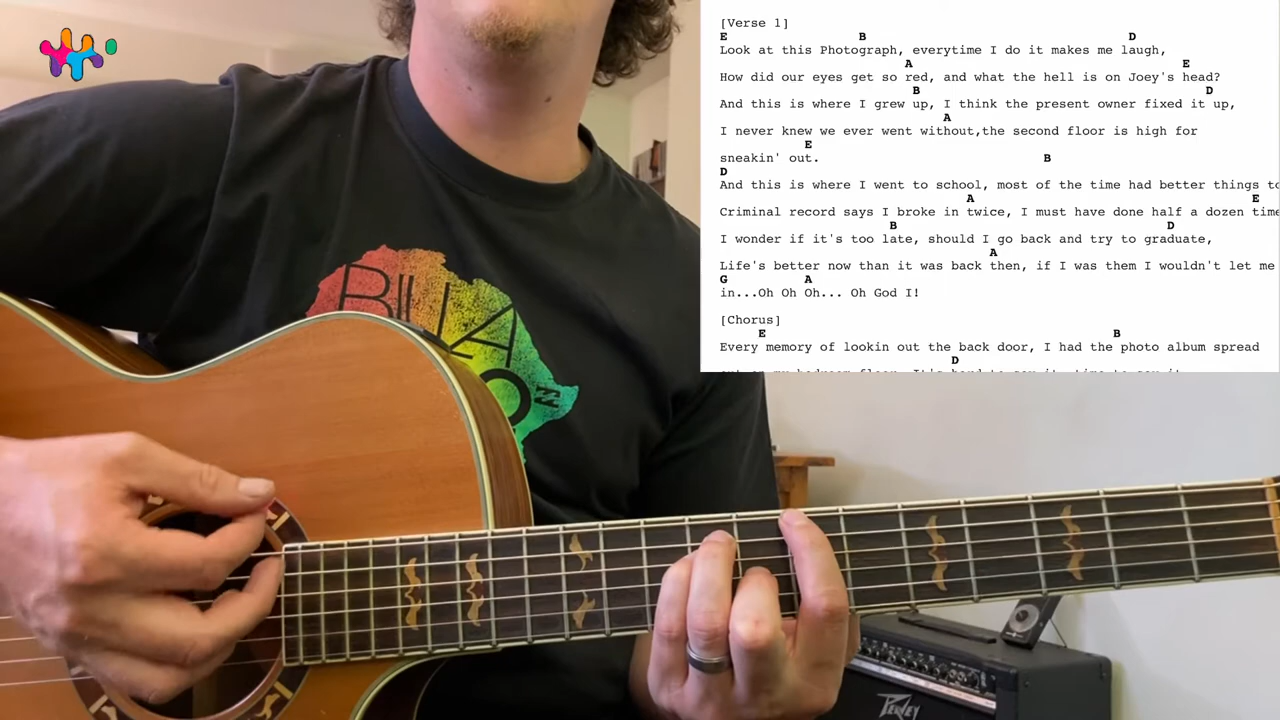 [Verse 1]
E B D
Look at this Photograph, everytime I do it makes me laugh,
A E
How did our eyes get so red, and what the hell is on Joey's head?
B D
And this is where I grew up, I think the present owner fixed it up,
A
I never knew we ever went without,the second floor is high for
E
sneakin' out. B
D
And this is where I went to school, most of the time had better things to
A E
Criminal record says I broke in twice, I must have done half a dozen time
B D
I wonder if it's too late, should I go back and try to graduate,
A
Life's better now than it was back then, if I was them I wouldn't let me
G A
in...Oh Oh Oh... Oh God I!
[Chorus]
E B
Every memory of lookin out the back door, I had the photo album spread
D
BILLA
PEAVEY